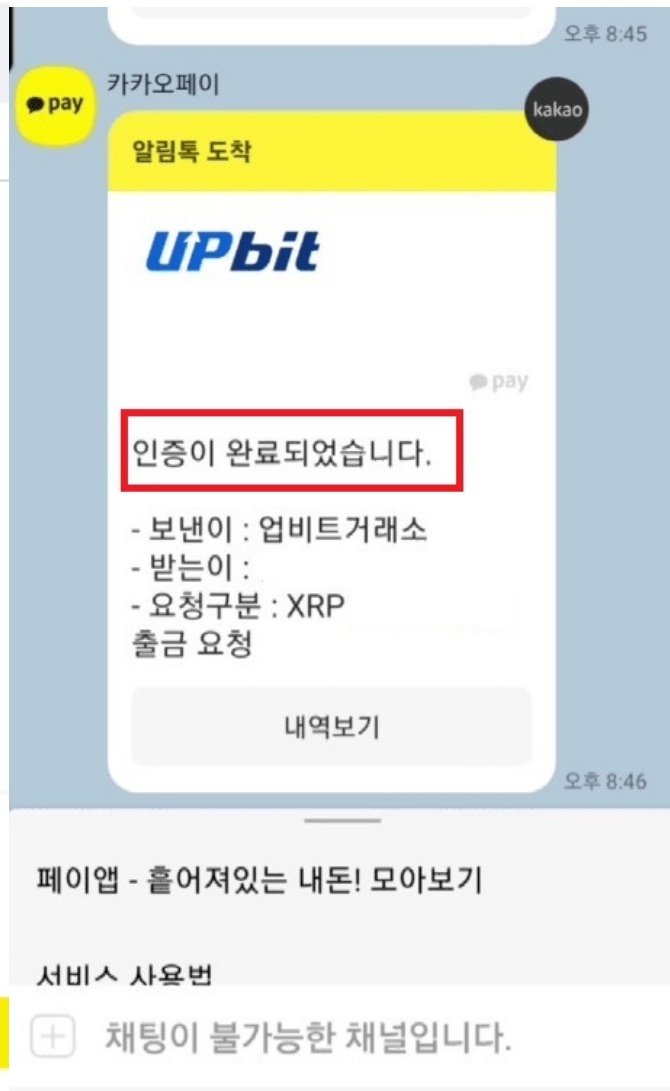 오후 8:45
pay
카카오페이
kakao
알림톡 도착
UPbit
pay
인증이 완료되었습니다.
- 보낸이 : 업비트거래소
- 받는이 :
- 요청구분 : XRP
출금 요청
내역보기
오후 8:46
페이앱 - 흩어져있는 내돈! 모아보기
서비스 사용법
채팅이 불가능한 채널입니다.